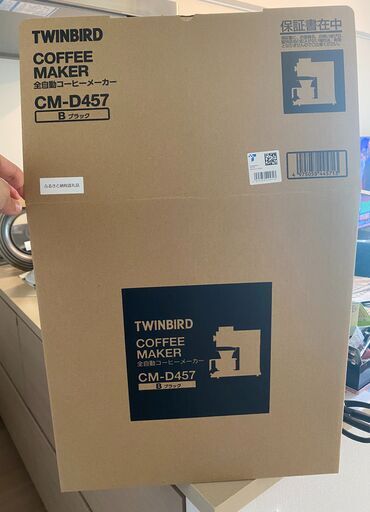 TWINBIRD
COFFEE
MAKER
全自動コーヒーメーカー
CM-D457
B ブラック
保証書在中
ふるさと納税返礼品
TWINBIRD
COFFEE
MAKER
全自動コーヒーメーカー
CM-D457
B ブラック